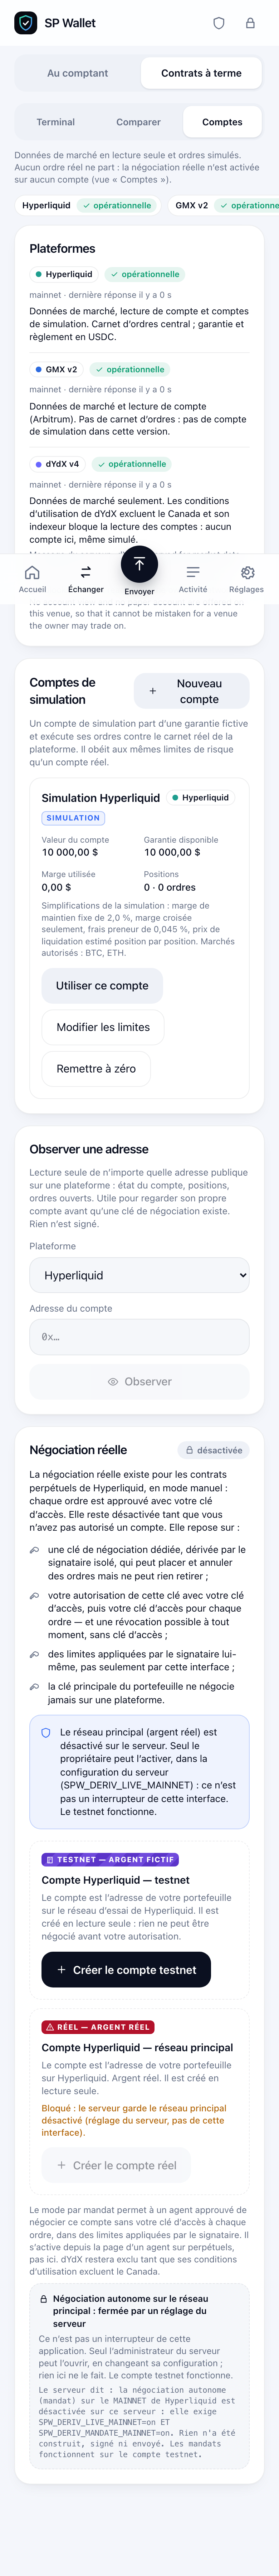 SP Wallet
Au comptant
Contrats à terme
Terminal
Comparer
Comptes
Données de marché en lecture seule et ordres simulés.
Aucun ordre réel ne part : la négociation réelle n'est activée
sur aucun compte (vue « Comptes »).
Hyperliquid
opérationnelle
GMX v2
opérationne
Plateformes
Hyperliquid
opérationnelle
mainnet · dernière réponse il y a 0 s
Données de marché, lecture de compte et comptes
de simulation. Carnet d'ordres central ; garantie et
règlement en USDC.
GMX v2
opérationnelle
mainnet · dernière réponse il y a 0 s
Données de marché et lecture de compte
(Arbitrum). Pas de carnet d'ordres : pas de compte
de simulation dans cette version.
dYdX v4
opérationnelle
mainnet · dernière réponse il y a 0 s
Données de marché seulement. Les conditions
d'utilisation de dYdX excluent le Canada et son
indexeur bloque la lecture des comptes : aucun
compte ici, même simulé.
Accueil
Échanger
Envoyer
Activité
Réglages
this venue, so that it cannot be mistaken for a venue
the owner may trade on.
Comptes de
simulation
+ Nouveau
compte
Un compte de simulation part d'une garantie fictive
et exécute ses ordres contre le carnet réel de la
plateforme. Il obéit aux mêmes limites de risque
qu'un compte réel.
Simulation Hyperliquid
Hyperliquid
SIMULATION
Valeur du compte
Garantie disponible
10 000,00 $
10 000,00 $
Marge utilisée
Positions
0,00 $
0 · 0 ordres
Simplifications de la simulation : marge de
maintien fixe de 2,0 %, marge croisée
seulement, frais preneur de 0,045 %, prix de
liquidation estimé position par position. Marchés
autorisés : BTC, ETH.
Utiliser ce compte
Modifier les limites
Remettre à zéro
Observer une adresse
Lecture seule de n'importe quelle adresse publique
sur une plateforme : état du compte, positions,
ordres ouverts. Utile pour regarder son propre
compte avant qu'une clé de négociation existe.
Rien n'est signé.
Plateforme
Hyperliquid
Adresse du compte
0x…
Observer
Négociation réelle
désactivée
La négociation réelle existe pour les contrats
perpétuels de Hyperliquid, en mode manuel :
chaque ordre est approuvé avec votre clé
d'accès. Elle reste désactivée tant que vous
n'avez pas autorisé un compte. Elle repose sur :
une clé de négociation dédiée, dérivée par le
signataire isolé, qui peut placer et annuler
des ordres mais ne peut rien retirer ;
votre autorisation de cette clé avec votre clé
d'accès, puis votre clé d'accès pour chaque
ordre — et une révocation possible à tout
moment, sans clé d'accès ;
des limites appliquées par le signataire lui-
même, pas seulement par cette interface ;
la clé principale du portefeuille ne négocie
jamais sur une plateforme.
Le réseau principal (argent réel) est
désactivé sur le serveur. Seul le
propriétaire peut l'activer, dans la
configuration du serveur
(SPW_DERIV_LIVE_MAINNET) : ce n'est
pas un interrupteur de cette interface.
Le testnet fonctionne.
TESTNET — ARGENT FICTIF
Compte Hyperliquid — testnet
Le compte est l'adresse de votre portefeuille
sur le réseau d'essai de Hyperliquid. Il est
créé en lecture seule : rien ne peut être
négocié avant votre autorisation.
+ Créer le compte testnet
RÉEL — ARGENT RÉEL
Compte Hyperliquid — réseau principal
Le compte est l'adresse de votre portefeuille
sur Hyperliquid. Argent réel. Il est créé en
lecture seule.
Bloqué : le serveur garde le réseau principal
désactivé (réglage du serveur, pas de cette
interface).
+ Créer le compte réel
Le mode par mandat permet à un agent approuvé de
négocier ce compte sans votre clé d'accès à chaque
ordre, dans des limites appliquées par le signataire. Il
s'active depuis la page d'un agent sur perpétuels,
pas ici. dYdX restera exclu tant que ses conditions
d'utilisation excluent le Canada.
Négociation autonome sur le réseau
principal : fermée par un réglage du
serveur
Ce n'est pas un interrupteur de cette
application. Seul l'administrateur du serveur
peut l'ouvrir, en changeant sa configuration ;
rien ici ne le fait. Le compte testnet fonctionne.
Le serveur dit : la négociation autonome
(mandat) sur le MAINNET de Hyperliquid est
désactivée sur ce serveur : elle exige
SPW_DERIV_LIVE_MAINNET=on ET
SPW_DERIV_MANDATE_MAINNET=on. Rien n'a été
construit, signé ni envoyé. Les mandats
fonctionnent sur le compte testnet.